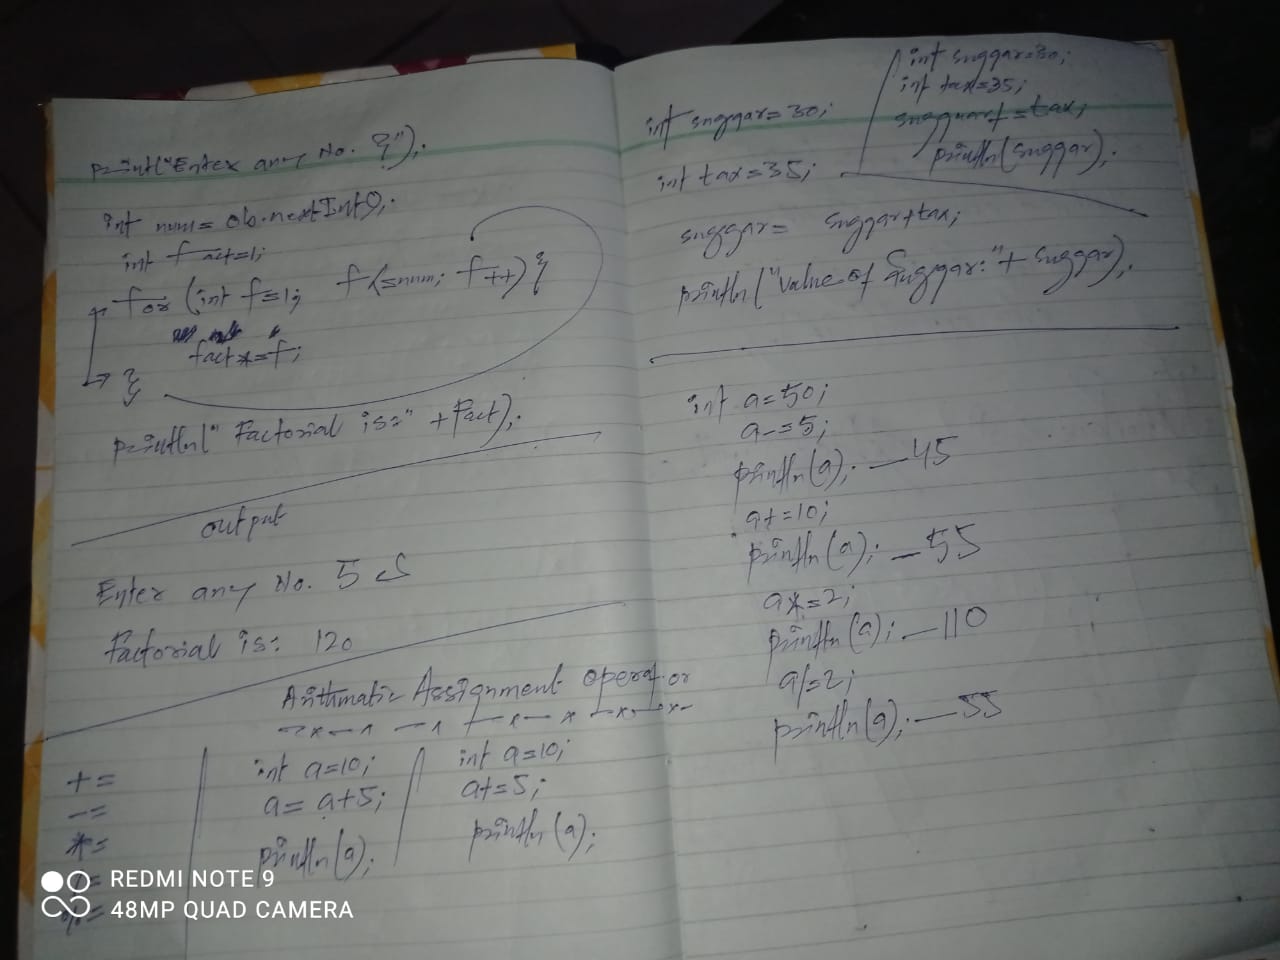 print("Enter any No. ?");
int num = ob.nextInt();
int fact=1;
for (int f=1; f<=num; f++) {
fact*=f;
}
println(" Factorial is:" + fact);
output
Enter any No. 5
Factorial is: 120
Arithmatic Assignment operator
+=
-=
*=
/=
%=
int a=10;
a= a+5;
println(a);
int a=10;
a+=5;
println(a);
int suggar=30;
int tax=35;
suggar= suggar+tax;
println("Value of Suggar:" + suggar);
int suggar=30;
int tax=35;
suggar+=tax;
println(suggar);
int a=50;
a-=5;
println(a); — 45
a+=10;
println(a); — 55
a*=2;
println(a); — 110
a/=2;
println(a); — 55
REDMI NOTE 9
48MP QUAD CAMERA